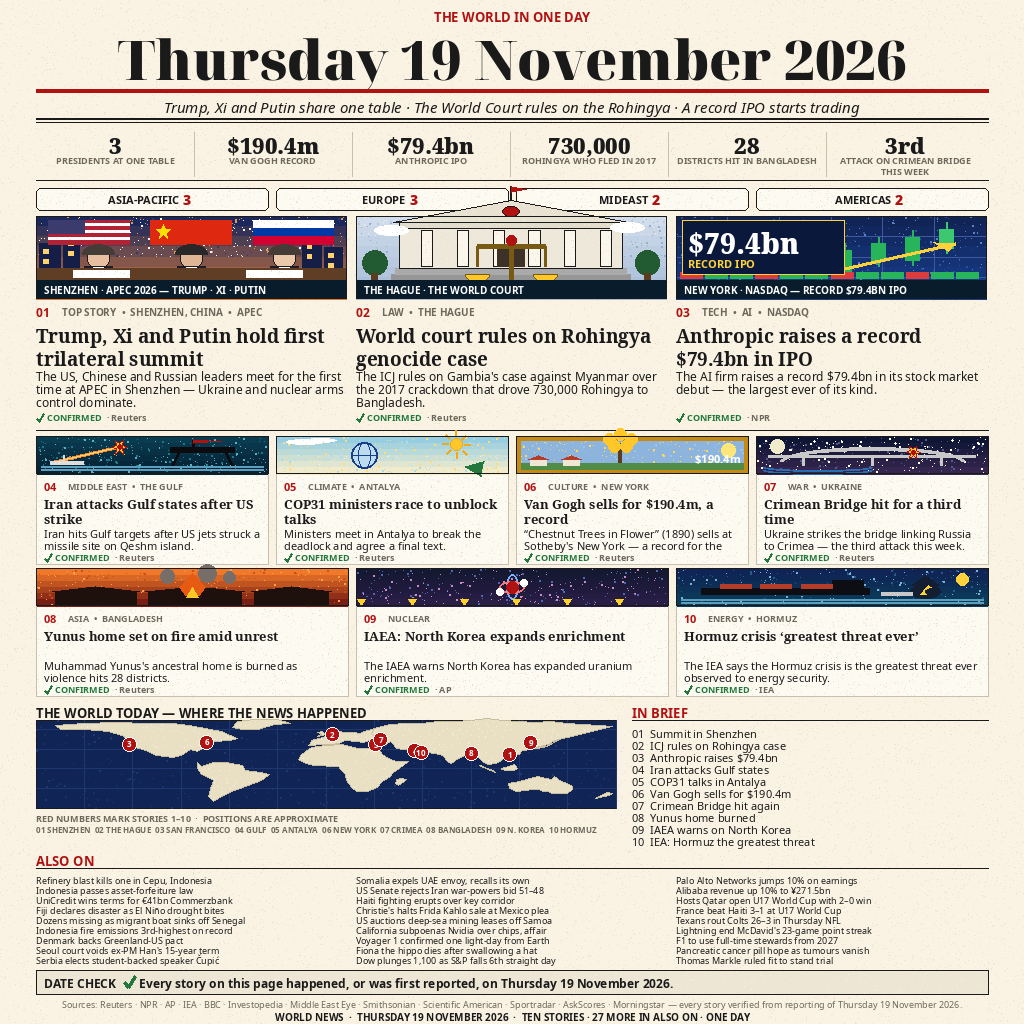 THE WORLD IN ONE DAY
Thursday 19 November 2026
Trump, Xi and Putin share one table · The World Court rules on the Rohingya · A record IPO starts trading
3
PRESIDENTS AT ONE TABLE
$190.4m
VAN GOGH RECORD
$79.4bn
ANTHROPIC IPO
730,000
ROHINGYA WHO FLED IN 2017
28
DISTRICTS HIT IN BANGLADESH
3rd
ATTACK ON CRIMEAN BRIDGE
THIS WEEK
ASIA-PACIFIC 3
EUROPE 3
MIDEAST 2
AMERICAS 2
SHENZHEN · APEC 2026 — TRUMP · XI · PUTIN
THE HAGUE · THE WORLD COURT
$79.4bn
RECORD IPO
NEW YORK · NASDAQ — RECORD $79.4BN IPO
01 TOP STORY • SHENZHEN, CHINA • APEC
Trump, Xi and Putin hold first
trilateral summit
The US, Chinese and Russian leaders meet for the first
time at APEC in Shenzhen — Ukraine and nuclear arms
control dominate.
CONFIRMED · Reuters
02 LAW • THE HAGUE
World court rules on Rohingya
genocide case
The ICJ rules on Gambia's case against Myanmar over
the 2017 crackdown that drove 730,000 Rohingya to
Bangladesh.
CONFIRMED · Reuters
03 TECH • AI • NASDAQ
Anthropic raises a record
$79.4bn in IPO
The AI firm raises a record $79.4bn in its stock market
debut — the largest ever of its kind.
CONFIRMED · NPR
04 MIDDLE EAST • THE GULF
Iran attacks Gulf states after US
strike
Iran hits Gulf targets after US jets struck a
missile site on Qeshm island.
CONFIRMED · Reuters
05 CLIMATE • ANTALYA
COP31 ministers race to unblock
talks
Ministers meet in Antalya to break the
deadlock and agree a final text.
CONFIRMED · Reuters
$190.4m
06 CULTURE • NEW YORK
Van Gogh sells for $190.4m, a
record
“Chestnut Trees in Flower” (1890) sells at
Sotheby's New York — a record for the
CONFIRMED · Reuters
07 WAR • UKRAINE
Crimean Bridge hit for a third
time
Ukraine strikes the bridge linking Russia
to Crimea — the third attack this week.
CONFIRMED · Reuters
08 ASIA • BANGLADESH
Yunus home set on fire amid unrest
Muhammad Yunus's ancestral home is burned as
violence hits 28 districts.
CONFIRMED · Reuters
09 NUCLEAR
IAEA: North Korea expands enrichment
The IAEA warns North Korea has expanded uranium
enrichment.
CONFIRMED · AP
10 ENERGY • HORMUZ
Hormuz crisis ‘greatest threat ever’
The IEA says the Hormuz crisis is the greatest threat ever
observed to energy security.
CONFIRMED · IEA
THE WORLD TODAY — WHERE THE NEWS HAPPENED
3 6 2 7 10 8 1 9
RED NUMBERS MARK STORIES 1–10 · POSITIONS ARE APPROXIMATE
01 SHENZHEN 02 THE HAGUE 03 SAN FRANCISCO 04 GULF 05 ANTALYA 06 NEW YORK 07 CRIMEA 08 BANGLADESH 09 N. KOREA 10 HORMUZ
IN BRIEF
01 Summit in Shenzhen
02 ICJ rules on Rohingya case
03 Anthropic raises $79.4bn
04 Iran attacks Gulf states
05 COP31 talks in Antalya
06 Van Gogh sells for $190.4m
07 Crimean Bridge hit again
08 Yunus home burned
09 IAEA warns on North Korea
10 IEA: Hormuz the greatest threat
ALSO ON
Refinery blast kills one in Cepu, Indonesia
Indonesia passes asset-forfeiture law
UniCredit wins terms for €41bn Commerzbank
Fiji declares disaster as El Niño drought bites
Dozens missing as migrant boat sinks off Senegal
Indonesia fire emissions 3rd-highest on record
Denmark backs Greenland-US pact
Seoul court voids ex-PM Han's 15-year term
Serbia elects student-backed speaker Ćupić
Somalia expels UAE envoy, recalls its own
US Senate rejects Iran war-powers bid 51–48
Haiti fighting erupts over key corridor
Christie's halts Frida Kahlo sale at Mexico plea
US auctions deep-sea mining leases off Samoa
California subpoenas Nvidia over chips, affair
Voyager 1 confirmed one light-day from Earth
Fiona the hippo dies after swallowing a hat
Dow plunges 1,100 as S&P falls 6th straight day
Palo Alto Networks jumps 10% on earnings
Alibaba revenue up 10% to ¥271.5bn
Hosts Qatar open U17 World Cup with 2–0 win
France beat Haiti 3–1 at U17 World Cup
Texans rout Colts 26–3 in Thursday NFL
Lightning end McDavid's 23-game point streak
F1 to use full-time stewards from 2027
Pancreatic cancer pill hope as tumours vanish
Thomas Markle ruled fit to stand trial
DATE CHECK Every story on this page happened, or was first reported, on Thursday 19 November 2026.
Sources: Reuters · NPR · AP · IEA · BBC · Investopedia · Middle East Eye · Smithsonian · Scientific American · Sportradar · AskScores · Morningstar — every story verified from reporting of Thursday 19 November 2026.
WORLD NEWS · THURSDAY 19 NOVEMBER 2026 · TEN STORIES · 27 MORE IN ALSO ON · ONE DAY